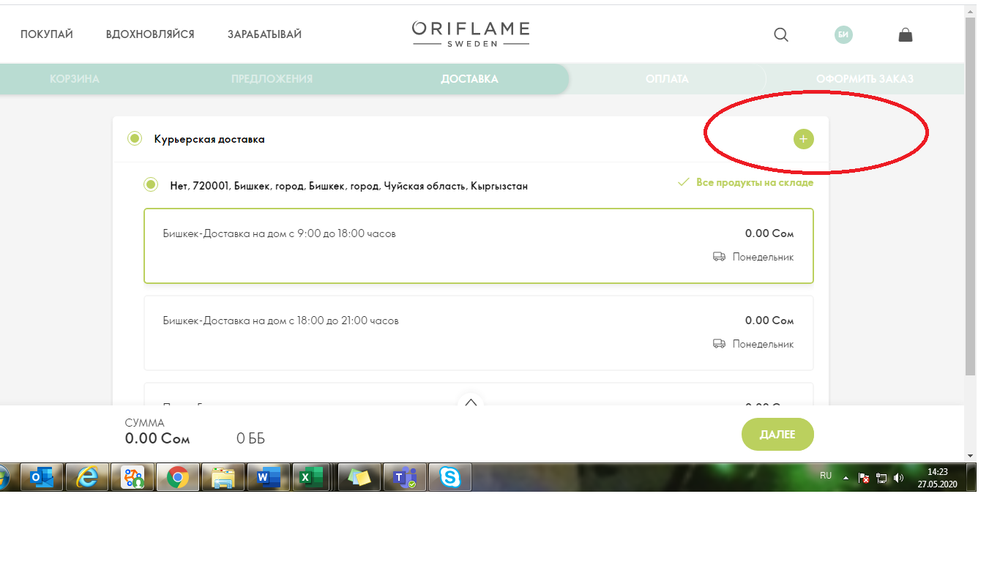 ПОКУПАЙ ВДОХНОВЛЯЙСЯ ЗАРАБАТЫВАЙ ORIFLAME БИ
SWEDEN
КОРЗИНА ПРЕДЛОЖЕНИЯ ДОСТАВКА ОПЛАТА ОФОРМИТЬ ЗАКАЗ
Курьерская доставка
Нет, 720001, Бишкек, город, Бишкек, город, Чуйская область, Кыргызстан Все продукты на складе
Бишкек-Доставка на дом с 9:00 до 18:00 часов 0.00 Сом
Понедельник
Бишкек-Доставка на дом с 18:00 до 21:00 часов 0.00 Сом
Понедельник
СУММА
0.00 Сом 0 ББ ДАЛЕЕ
RU 14:23
27.05.2020